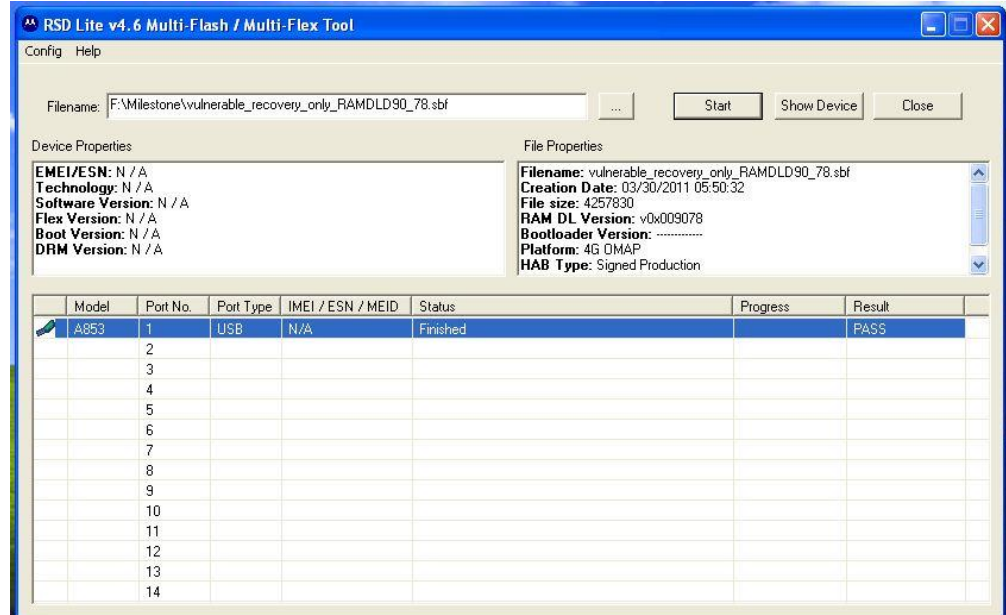 RSD Lite v4.6 Multi-Flash / Multi-Flex Tool
Config Help
Filename: F:\Milestone\vulnerable_recovery_only_RAMDLD90_78.sbf ... Start Show Device Close
Device Properties
EMEI/ESN: N / A
Technology: N / A
Software Version: N / A
Flex Version: N / A
Boot Version: N / A
DRM Version: N / A
File Properties
Filename: vulnerable_recovery_only_RAMDLD90_78.sbf
Creation Date: 03/30/2011 05:50:32
File size: 4257830
RAM DL Version: v0x009078
Bootloader Version: -------------
Platform: 4G OMAP
HAB Type: Signed Production
Model Port No. Port Type IMEI / ESN / MEID Status Progress Result
A853 1 USB N/A Finished PASS
2
3
4
5
6
7
8
9
10
11
12
13
14